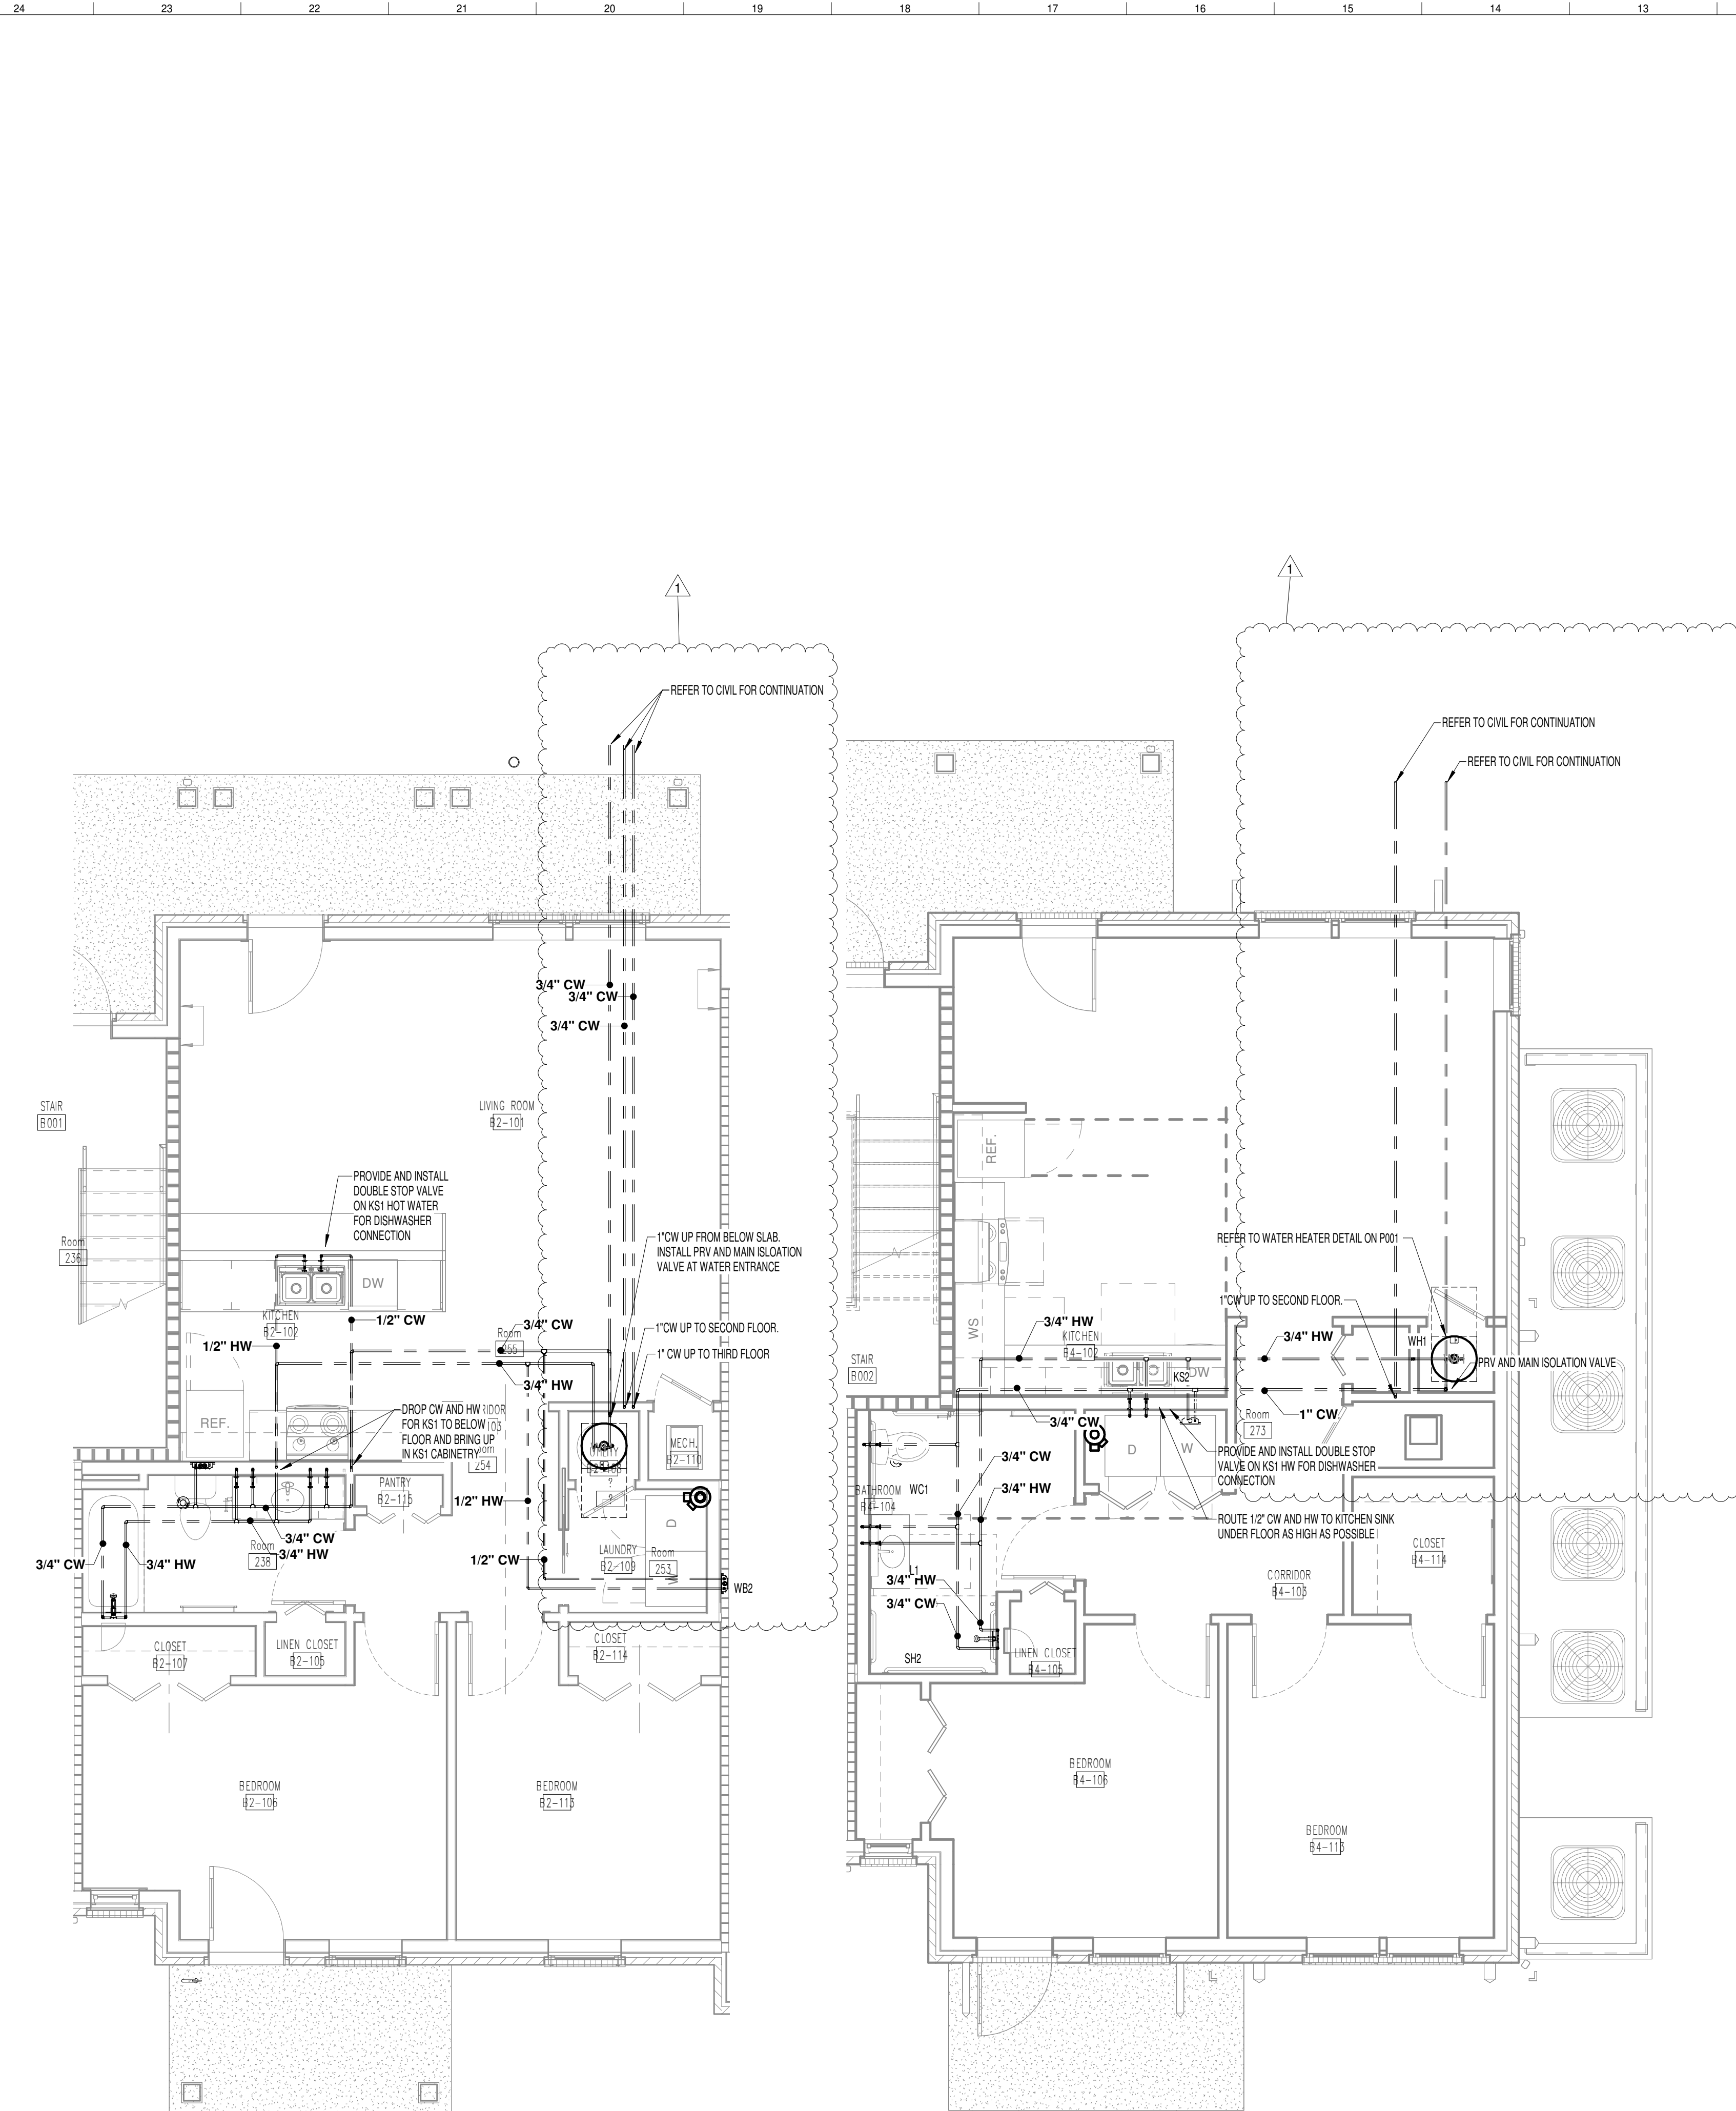 24
23
22
21
20
19
18
17
16
15
14
13
1
1
REFER TO CIVIL FOR CONTINUATION
REFER TO CIVIL FOR CONTINUATION
REFER TO CIVIL FOR CONTINUATION
3/4" CW
3/4" CW
3/4" CW
STAIR
B001
LIVING ROOM
B2-101
PROVIDE AND INSTALL
DOUBLE STOP VALVE
ON KS1 HOT WATER
FOR DISHWASHER
CONNECTION
Room
236
1"CW UP FROM BELOW SLAB.
INSTALL PRV AND MAIN ISLOATION
VALVE AT WATER ENTRANCE
DW
KITCHEN
B2-102
1/2" CW
1/2" HW
Room
255
3/4" CW
1"CW UP TO SECOND FLOOR.
1" CW UP TO THIRD FLOOR
3/4" HW
REF.
DROP CW AND HW
FOR KS1 TO BELOW
FLOOR AND BRING UP
IN KS1 CABINETRY
254
UTILITY
MECH.
B2-110
PANTRY
B2-115
1/2" HW
D
3/4" CW
3/4" HW
Room
238
3/4" CW
3/4" HW
1/2" CW
LAUNDRY
B2-109
Room
253
W
WB2
CLOSET
B2-107
LINEN CLOSET
B2-105
CLOSET
B2-114
BEDROOM
B2-106
BEDROOM
B2-113
REF.
WS
REFER TO WATER HEATER DETAIL ON P001
1"CW UP TO SECOND FLOOR.
3/4" HW
KITCHEN
B4-102
3/4" HW
WH1
PRV AND MAIN ISOLATION VALVE
STAIR
B002
KS2
DW
3/4" CW
1" CW
Room
273
D
W
PROVIDE AND INSTALL DOUBLE STOP
VALVE ON KS1 HW FOR DISHWASHER
CONNECTION
3/4" CW
3/4" HW
BATHROOM
B4-104
WC1
ROUTE 1/2" CW AND HW TO KITCHEN SINK
UNDER FLOOR AS HIGH AS POSSIBLE
CLOSET
B4-114
L1
3/4" HW
3/4" CW
CORRIDOR
B4-103
SH2
LINEN CLOSET
B4-105
BEDROOM
B4-106
BEDROOM
B4-113